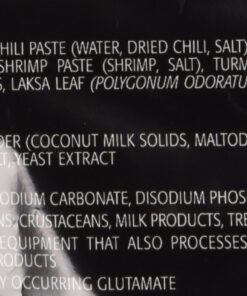 HILI PASTE (WATER, DRIED CHILI, SALT)
SHRIMP PASTE (SHRIMP, SALT), TURM
S, LAKSA LEAF (POLYGONUM ODORATU
DER (COCONUT MILK SOLIDS, MALTOD
LT, YEAST EXTRACT
ODIUM CARBONATE, DISODIUM PHOS
NS, CRUSTACEANS, MILK PRODUCTS, TRE
EQUIPMENT THAT ALSO PROCESSES
RODUCTS
Y OCCURRING GLUTAMATE